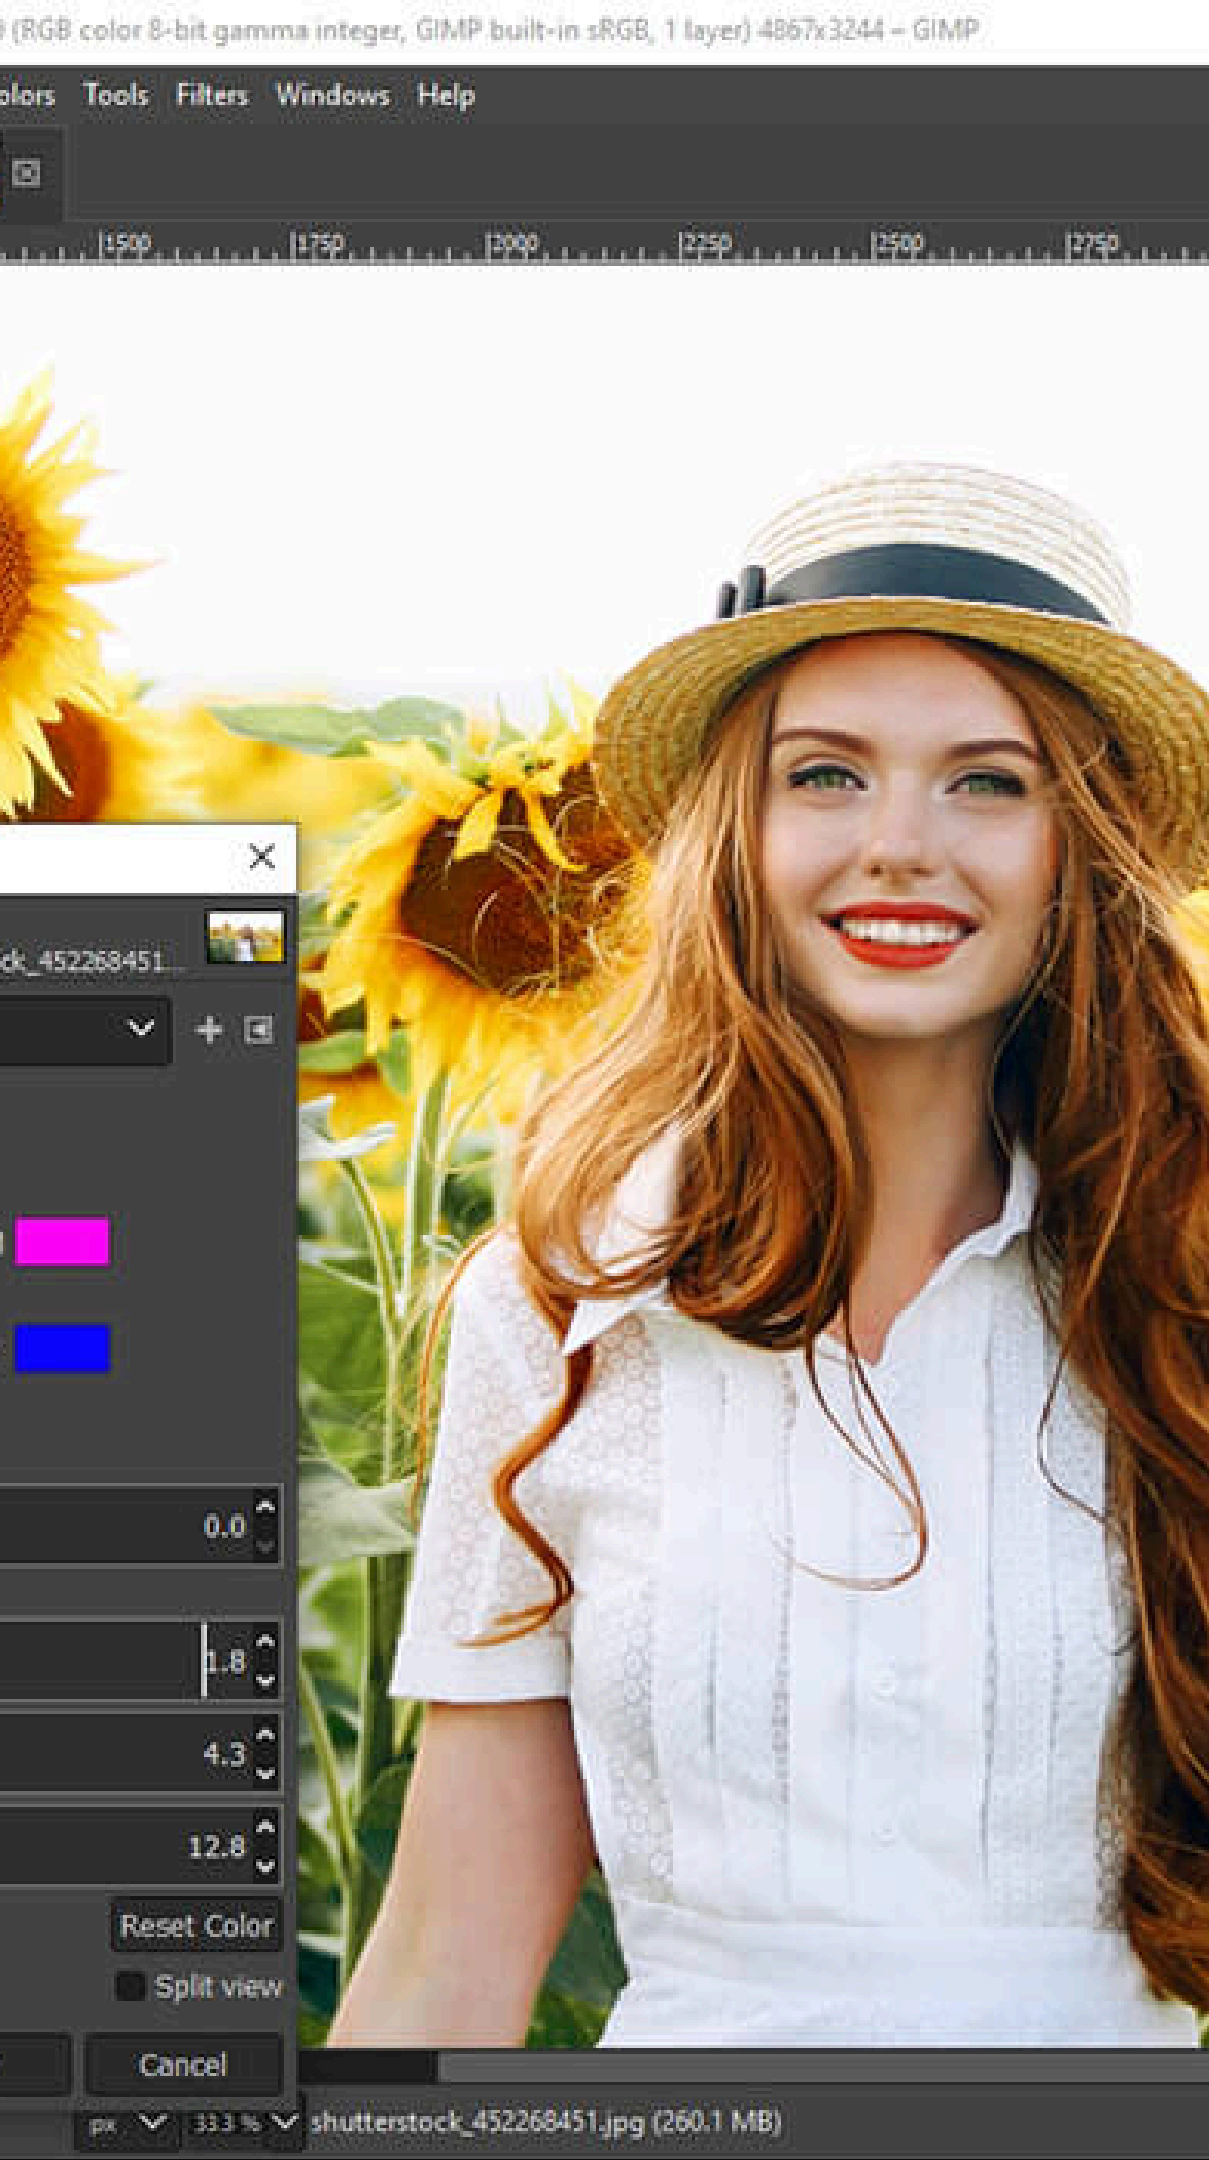 (RGB color 8-bit gamma integer, GIMP built-in sRGB, 1 layer) 4867x3244 – GIMP
olors Tools Filters Windows Help
1500 1750 2000 2250 2500 2750
ck_452268451...
0.0
1.8
4.3
12.8
Reset Color
Split view
Cancel
px 33.3 % shutterstock_452268451.jpg (260.1 MB)